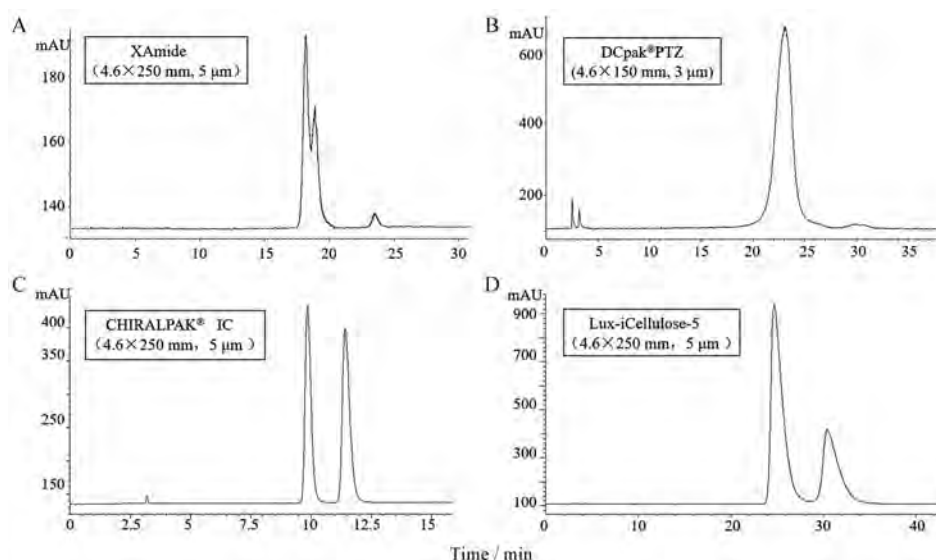 A
mAU
XAmide
(4.6×250 mm, 5 μm)
180
160
140
0 5 10 15 20 25 30
B
mAU
DCpak®PTZ
(4.6×150 mm, 3 μm)
600
400
200
0 5 10 15 20 25 30 35
C
mAU
CHIRALPAK® IC
(4.6×250 mm, 5 μm)
400
350
250
150
0 2.5 5 7.5 10 12.5 15
D
mAU
Lux-iCellulose-5
(4.6×250 mm, 5 μm)
900
700
500
300
100
0 10 20 30 40
Time / min